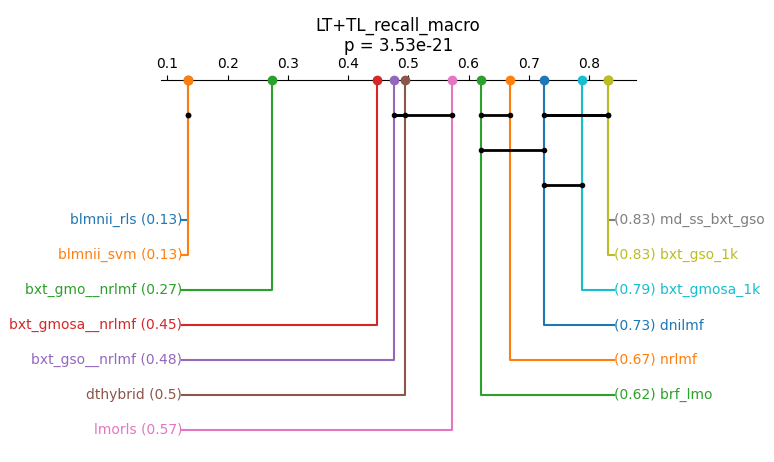 LT+TL_recall_macro
p = 3.53e-21
0.1 0.2 0.3 0.4 0.5 0.6 0.7 0.8
blmnii_rls (0.13)
(0.83) md_ss_bxt_gso
blmnii_svm (0.13)
(0.83) bxt_gso_1k
bxt_gmo__nrlmf (0.27)
(0.79) bxt_gmosa_1k
bxt_gmosa__nrlmf (0.45)
(0.73) dnilmf
bxt_gso__nrlmf (0.48)
(0.67) nrlmf
dthybrid (0.5)
(0.62) brf_lmo
lmorls (0.57)